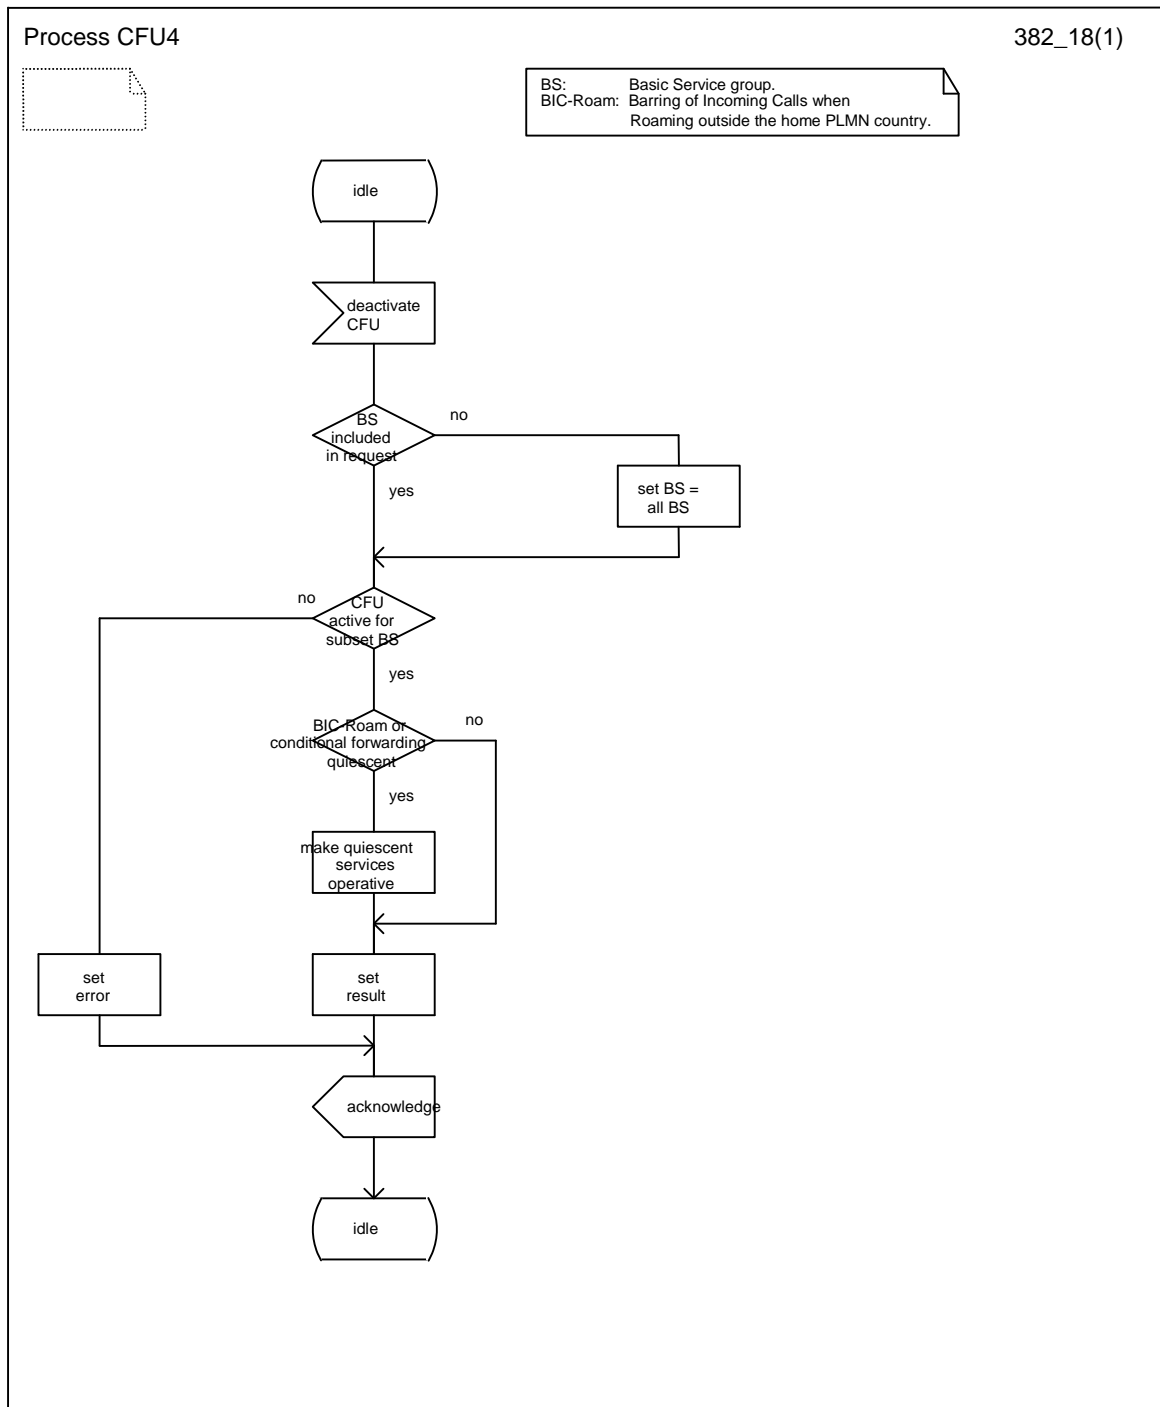 Process CFU4
382_18(1)
BS: Basic Service group.
BIC-Roam: Barring of Incoming Calls when
Roaming outside the home PLMN country.
idle
deactivate
CFU
BS
included
in request
no
yes
set BS =
all BS
no
CFU
active for
subset BS
yes
BIC-Roam or
conditional forwarding
quiescent
no
yes
make quiescent
services
operative
set
error
set
result
acknowledge
idle